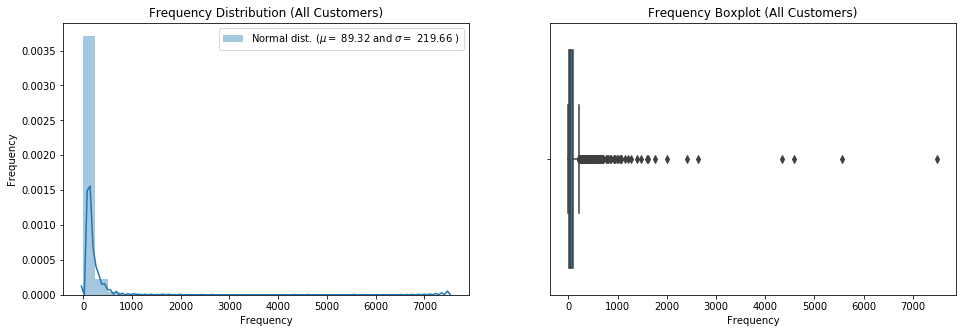 Frequency Distribution (All Customers)
Normal dist. (μ = 89.32 and σ = 219.66 )
0.0035
0.0030
0.0025
0.0020
0.0015
0.0010
0.0005
0.0000
Frequency
0 1000 2000 3000 4000 5000 6000 7000
Frequency
Frequency Boxplot (All Customers)
0 1000 2000 3000 4000 5000 6000 7000
Frequency